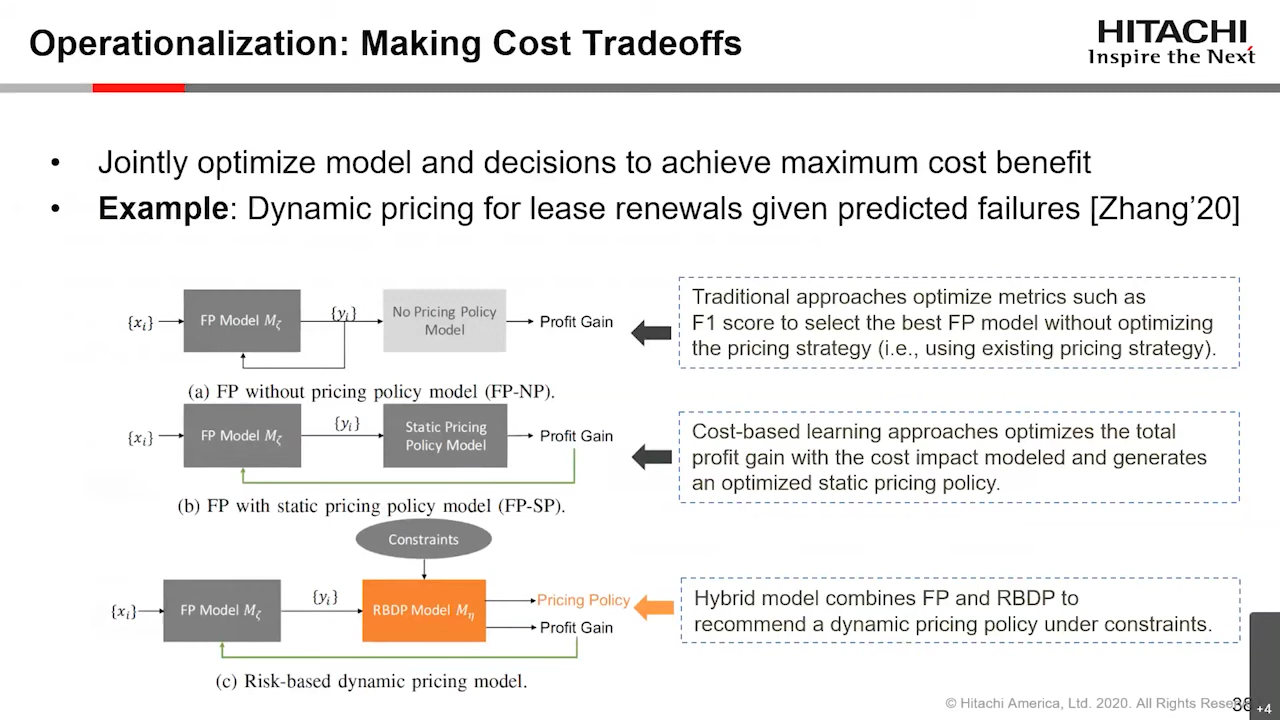 Operationalization: Making Cost Tradeoffs
HITACHI
Inspire the Next
• Jointly optimize model and decisions to achieve maximum cost benefit
• Example: Dynamic pricing for lease renewals given predicted failures [Zhang’20]
{xᵢ}
FP Model M_ζ
{yᵢ}
No Pricing Policy
Model
Profit Gain
(a) FP without pricing policy model (FP-NP).
Traditional approaches optimize metrics such as
F1 score to select the best FP model without optimizing
the pricing strategy (i.e., using existing pricing strategy).
{xᵢ}
FP Model M_ζ
{yᵢ}
Static Pricing
Policy Model
Profit Gain
(b) FP with static pricing policy model (FP-SP).
Cost-based learning approaches optimizes the total
profit gain with the cost impact modeled and generates
an optimized static pricing policy.
Constraints
{xᵢ}
FP Model M_ζ
{yᵢ}
RBDP Model M_η
Pricing Policy
Profit Gain
(c) Risk-based dynamic pricing model.
Hybrid model combines FP and RBDP to
recommend a dynamic pricing policy under constraints.
© Hitachi America, Ltd. 2020. All Rights
+4